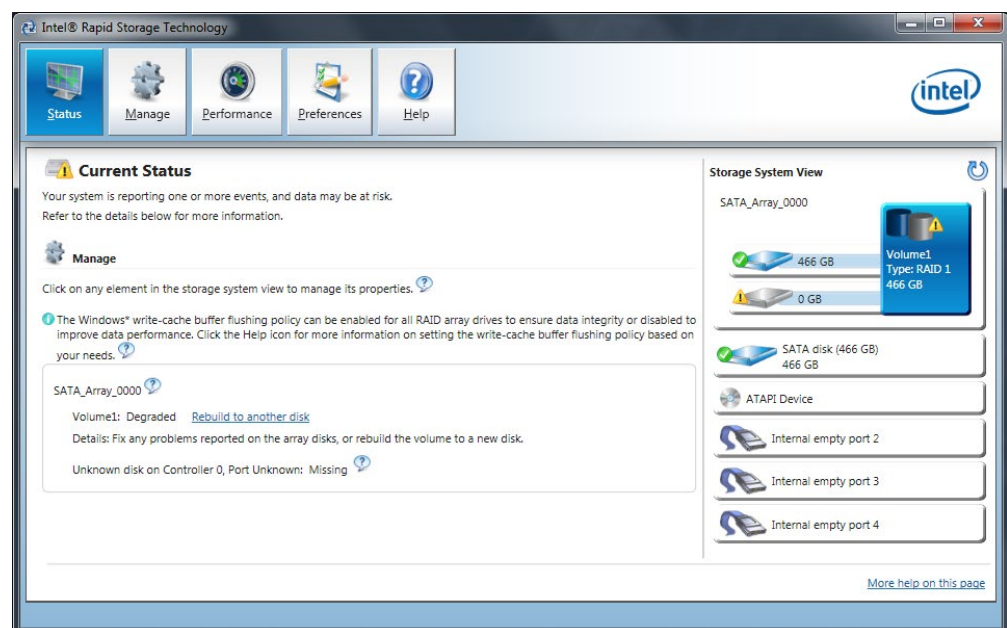 Intel® Rapid Storage Technology
Status
Manage
Performance
Preferences
Help
intel
Current Status
Your system is reporting one or more events, and data may be at risk.
Refer to the details below for more information.
Manage
Click on any element in the storage system view to manage its properties.
The Windows* write-cache buffer flushing policy can be enabled for all RAID array drives to ensure data integrity or disabled to
improve data performance. Click the Help icon for more information on setting the write-cache buffer flushing policy based on
your needs.
SATA_Array_0000
Volume1: Degraded Rebuild to another disk
Details: Fix any problems reported on the array disks, or rebuild the volume to a new disk.
Unknown disk on Controller 0, Port Unknown: Missing
Storage System View
SATA_Array_0000
466 GB
0 GB
Volume1
Type: RAID 1
466 GB
SATA disk (466 GB)
466 GB
ATAPI Device
Internal empty port 2
Internal empty port 3
Internal empty port 4
More help on this page